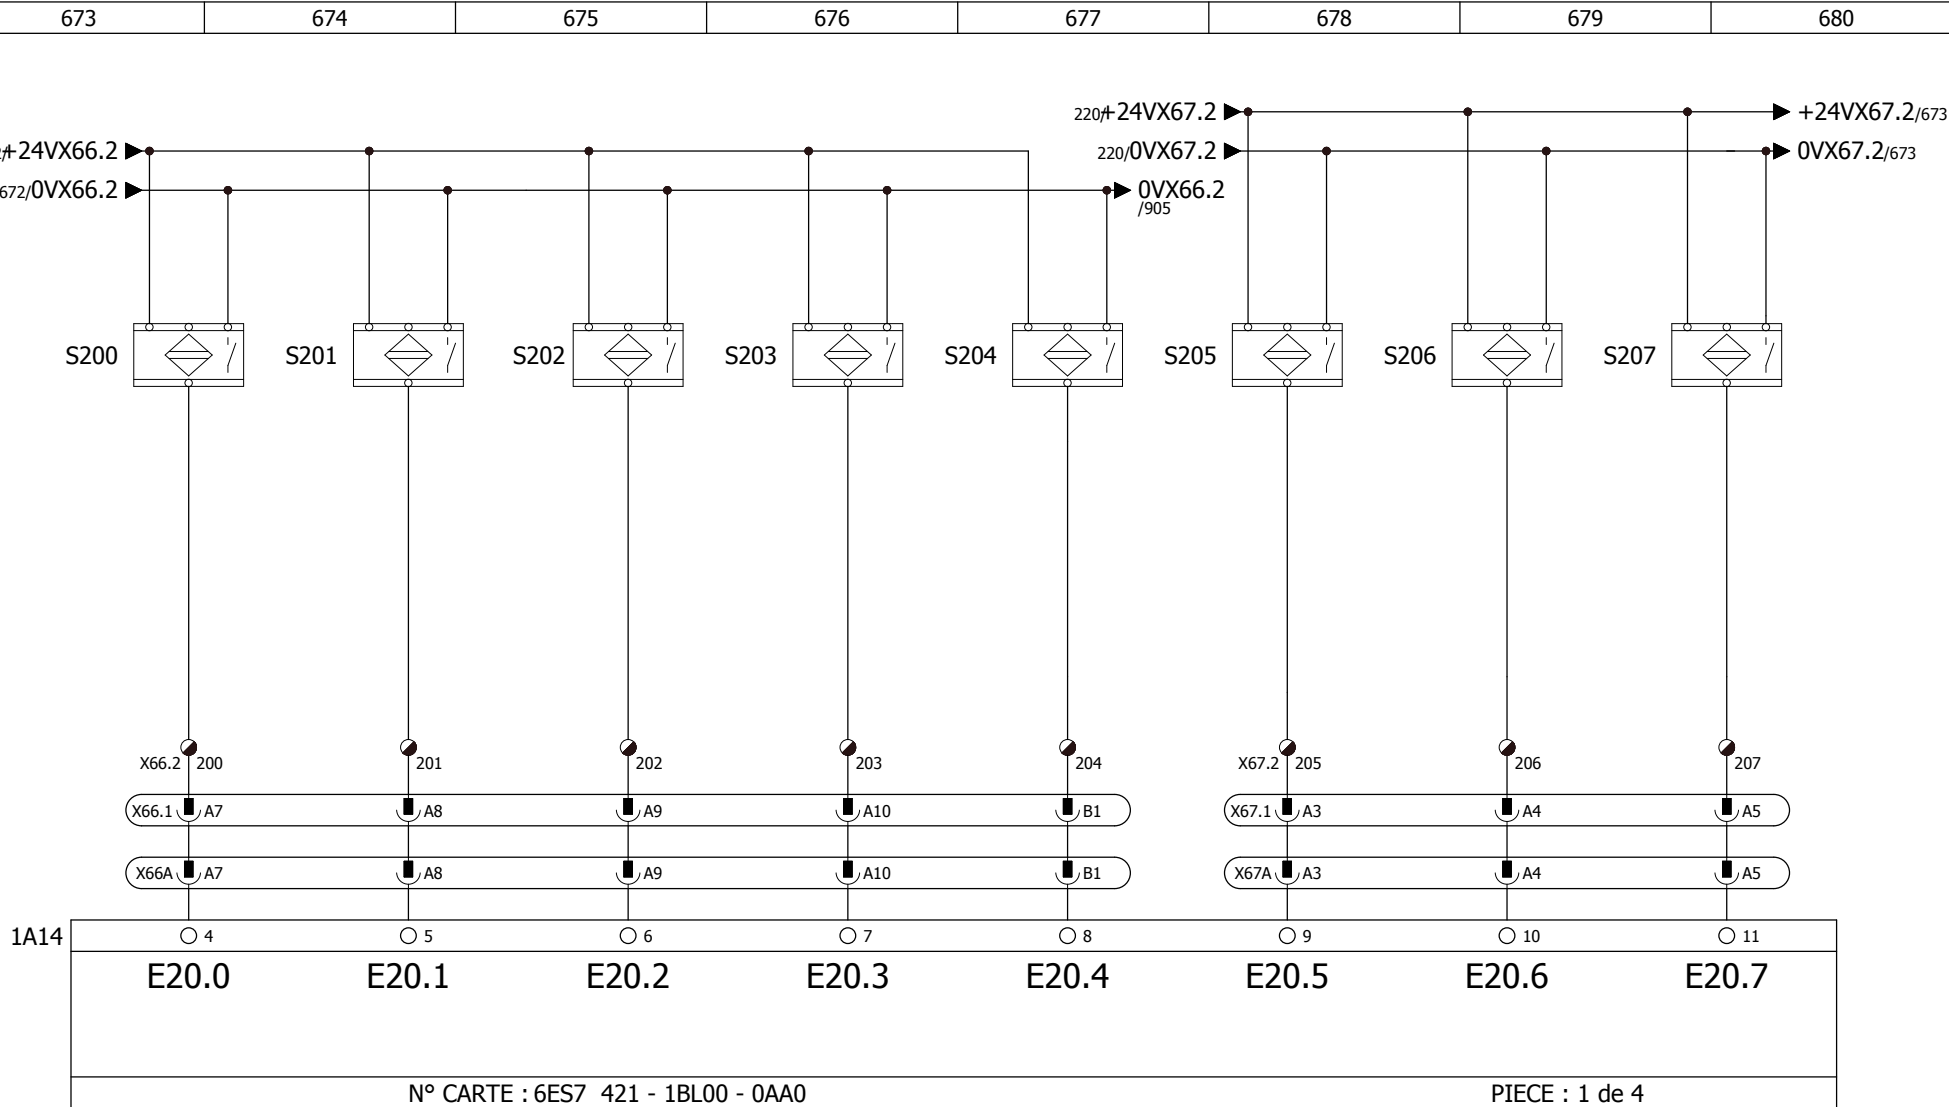 673 674 675 676 677 678 679 680
220/+24VX67.2 +24VX67.2/673
+24VX66.2 220/0VX67.2 0VX67.2/673
672/0VX66.2 0VX66.2
/905
S200 S201 S202 S203 S204 S205 S206 S207
X66.2 200 201 202 203 204 X67.2 205 206 207
X66.1 A7 A8 A9 A10 B1 X67.1 A3 A4 A5
X66A A7 A8 A9 A10 B1 X67A A3 A4 A5
1A14 4 5 6 7 8 9 10 11
E20.0 E20.1 E20.2 E20.3 E20.4 E20.5 E20.6 E20.7
N° CARTE : 6ES7 421 - 1BL00 - 0AA0 PIECE : 1 de 4